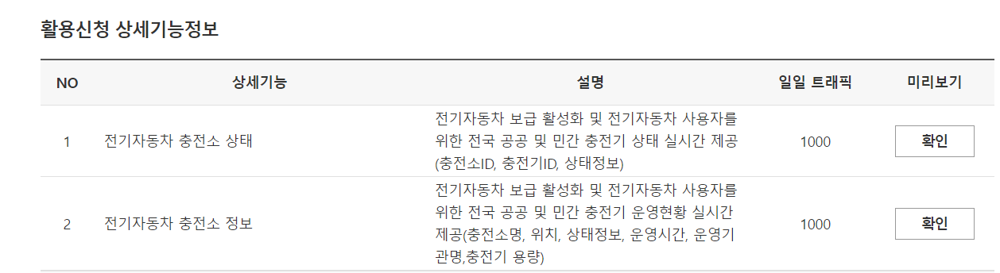 활용신청 상세기능정보
NO 상세기능 설명 일일 트래픽 미리보기
전기자동차 보급 활성화 및 전기자동차 사용자를
1 전기자동차 충전소 상태 위한 전국 공공 및 민간 충전기 상태 실시간 제공 1000 확인
(충전소ID, 충전기ID, 상태정보)
전기자동차 보급 활성화 및 전기자동차 사용자를
위한 전국 공공 및 민간 충전기 운영현황 실시간
2 전기자동차 충전소 정보 제공(충전소명, 위치, 상태정보, 운영시간, 운영기 1000 확인
관명,충전기 용량)